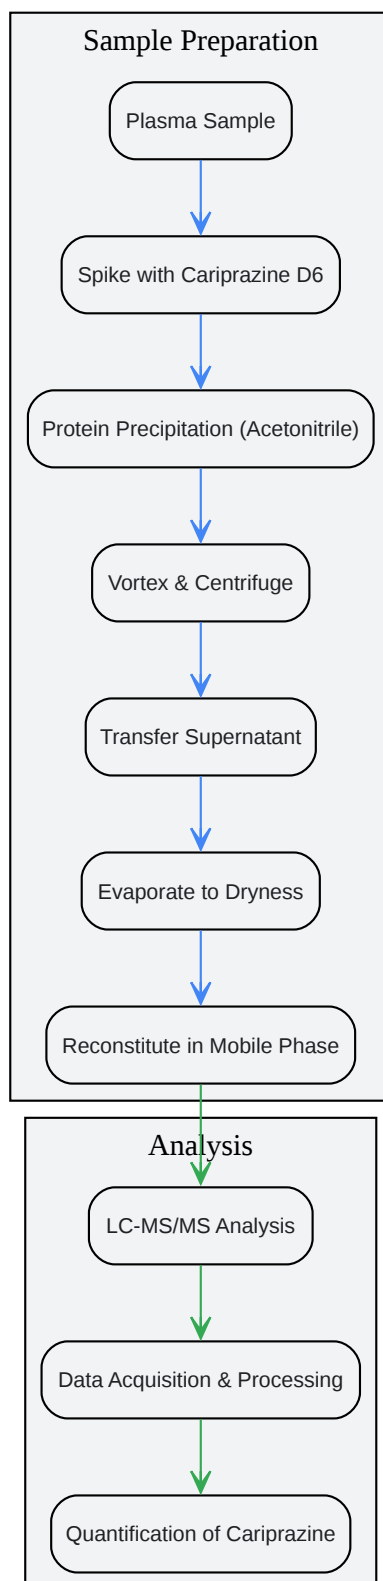 Sample Preparation
Plasma Sample
Spike with Cariprazine D6
Protein Precipitation (Acetonitrile)
Vortex & Centrifuge
Transfer Supernatant
Evaporate to Dryness
Reconstitute in Mobile Phase
Analysis
LC-MS/MS Analysis
Data Acquisition & Processing
Quantification of Cariprazine